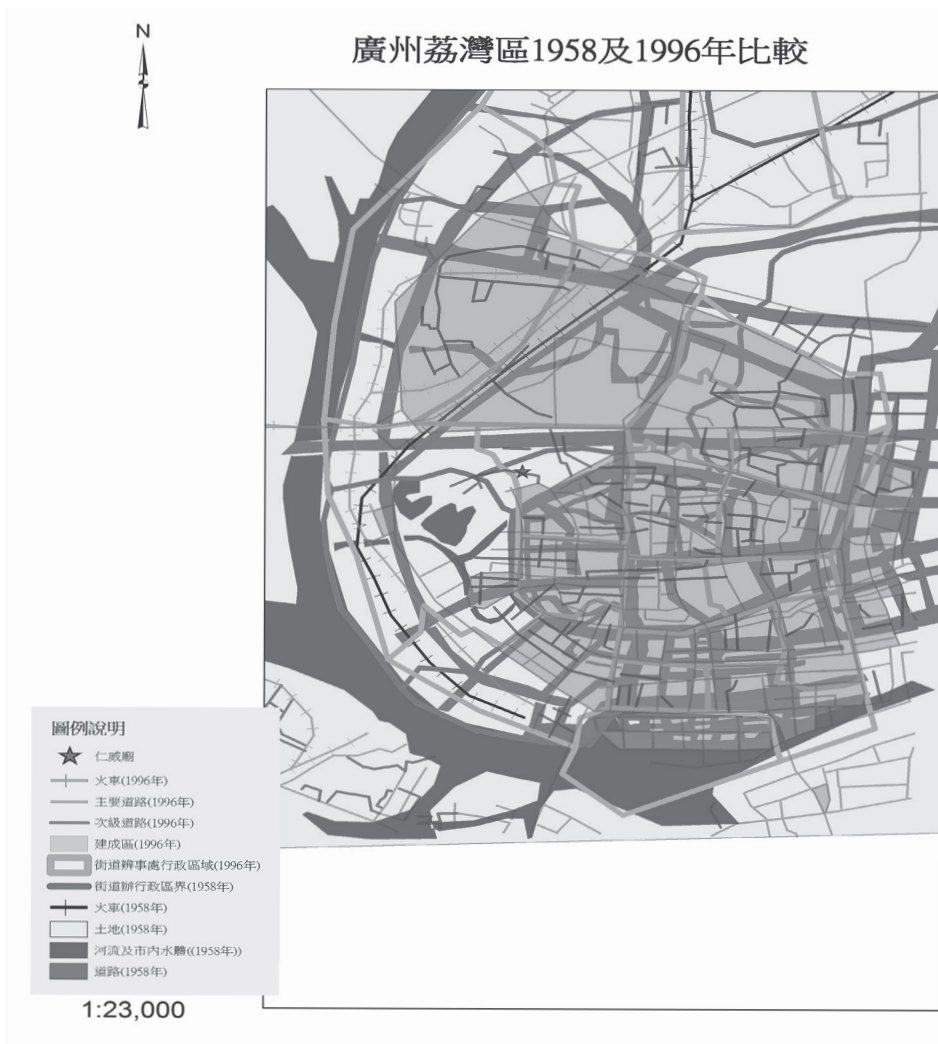 N
廣州荔灣區1958及1996年比較
圖例說明
仁威廟
火車(1996年)
主要道路(1996年)
次級道路(1996年)
建成區(1996年)
街道辨事處行政區域(1996年)
街道辦行政區界(1958年)
火車(1958年)
土地(1958年)
河流及市內水體((1958年))
道路(1958年)
1:23,000